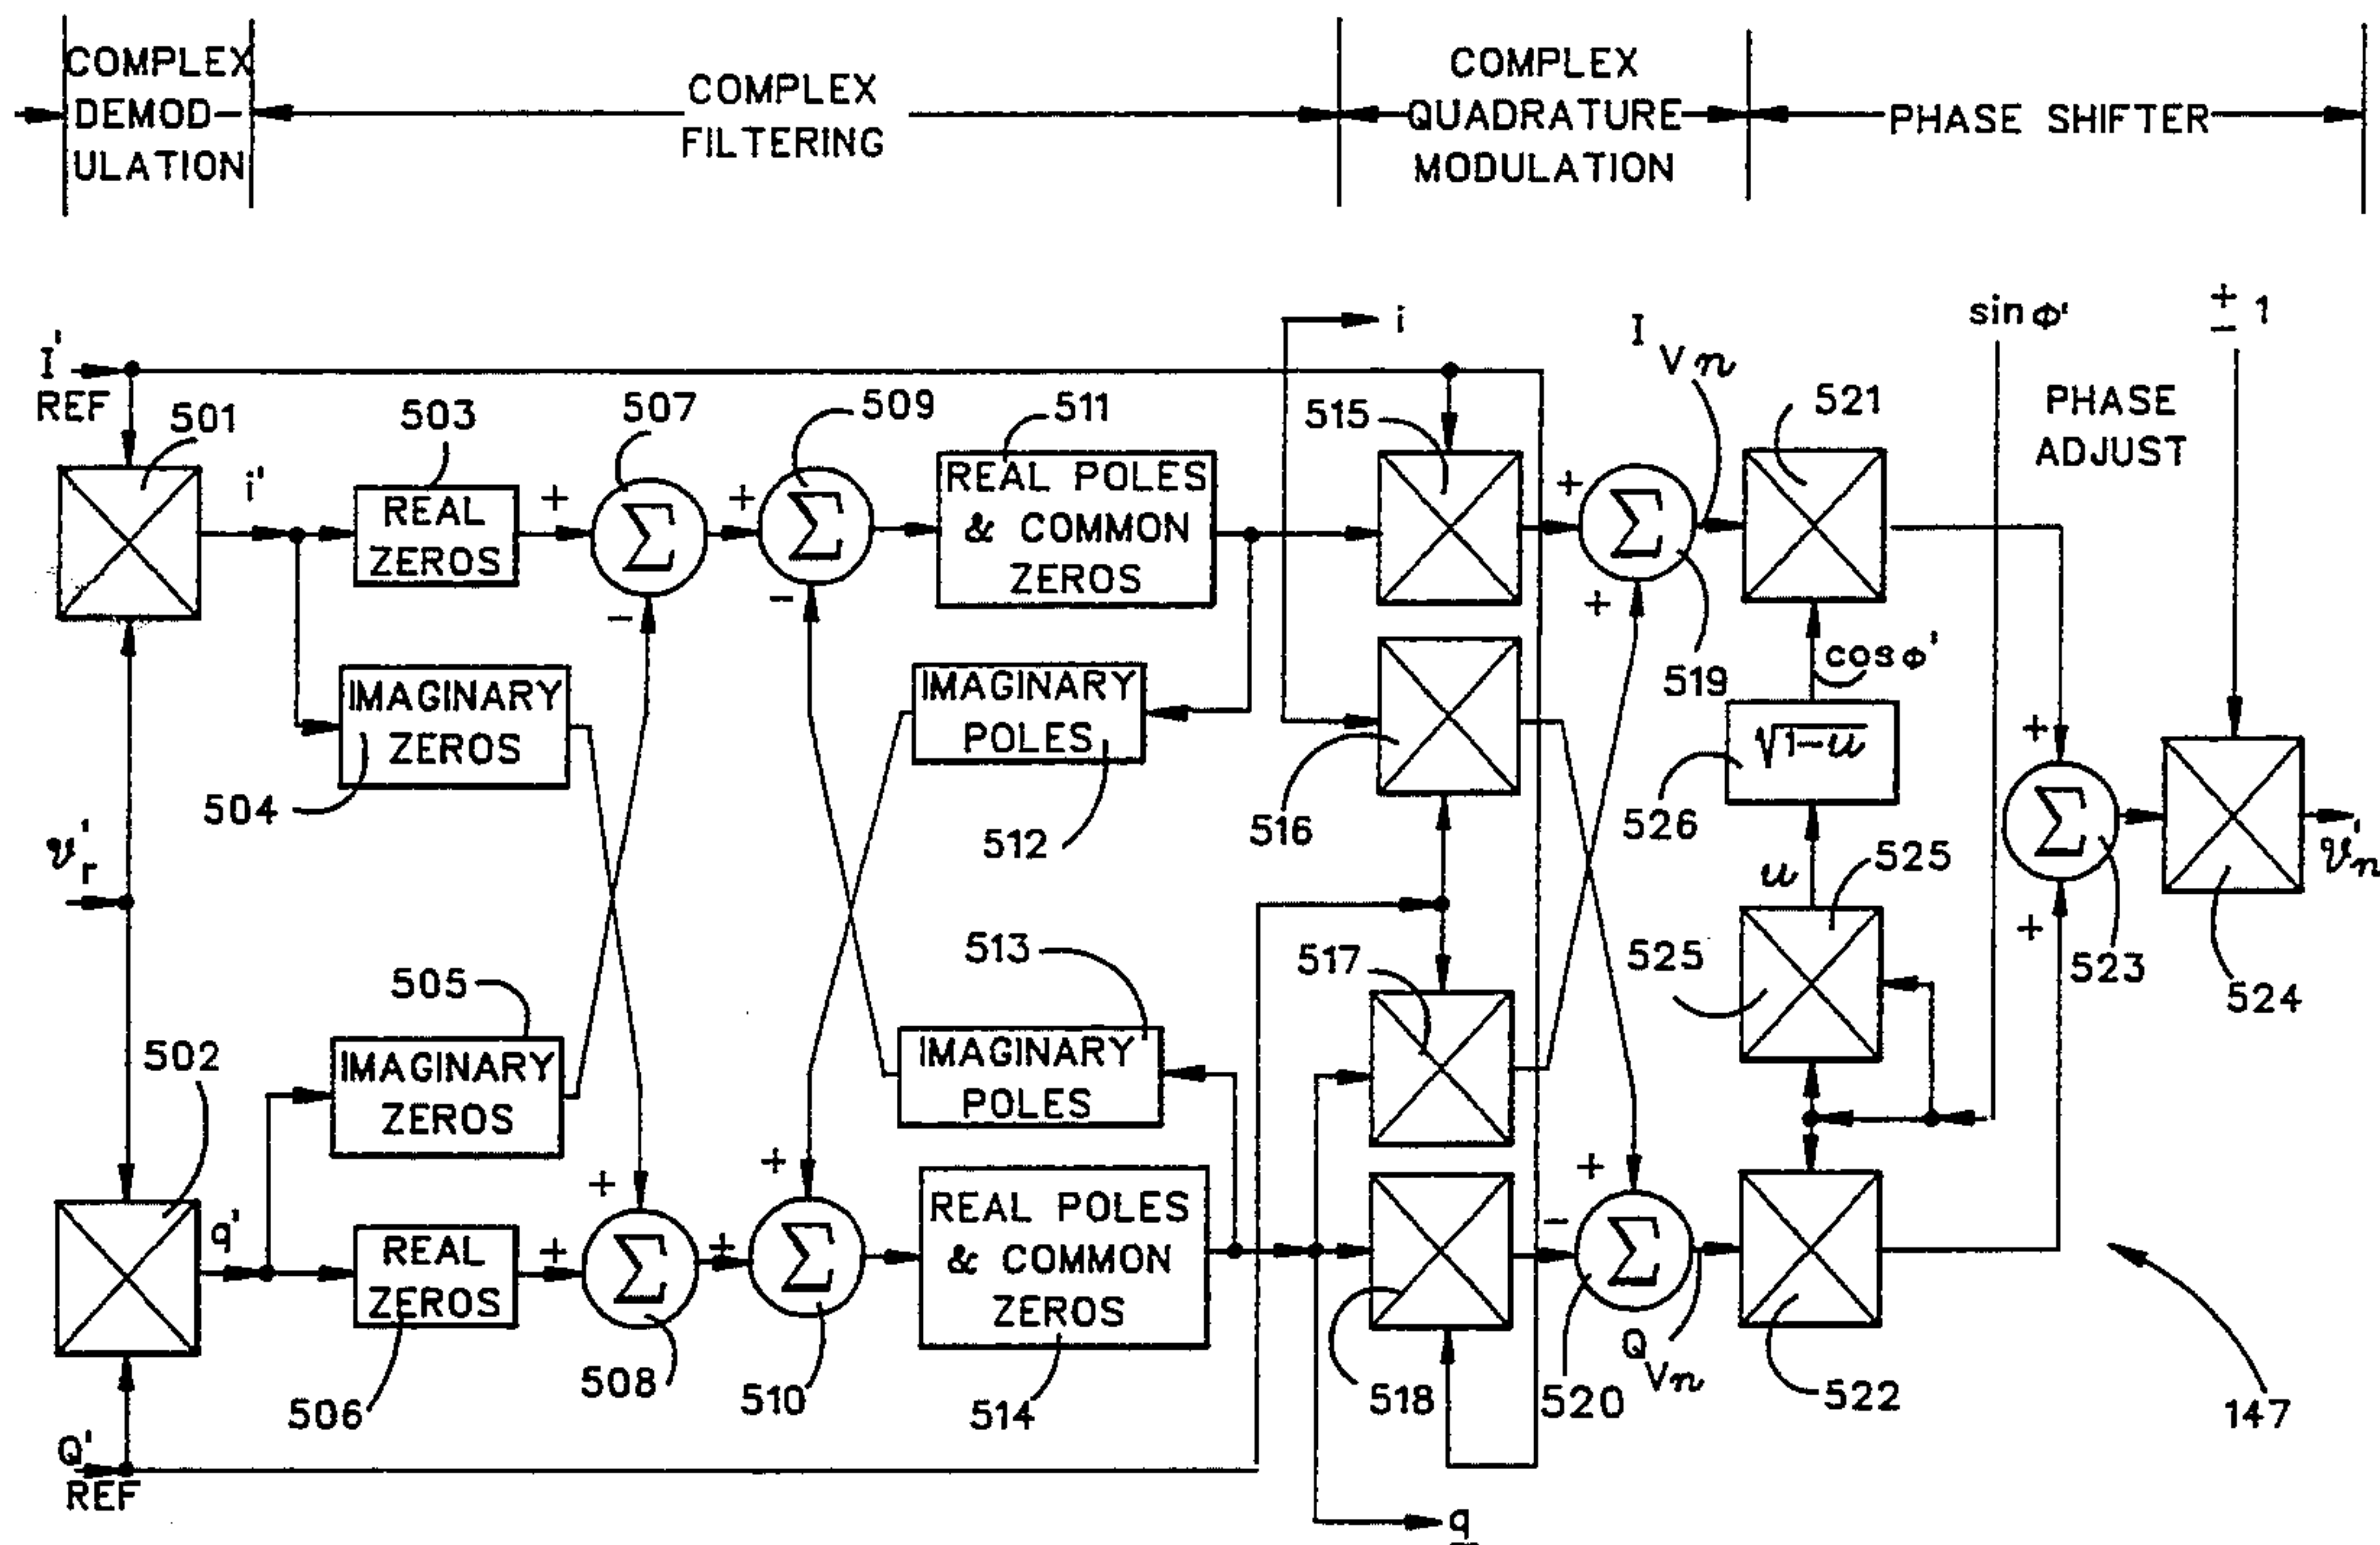 COMPLEX
DEMOD-
ULATION
COMPLEX
FILTERING
COMPLEX
QUADRATURE
MODULATION
PHASE SHIFTER
I'
REF
501
i'
503
REAL
ZEROS
+
507
Σ
-
+
509
Σ
-
511
REAL POLES
& COMMON
ZEROS
i
515
+
I Vn
Σ
+
519
521
sin φ'
± 1
PHASE
ADJUST
IMAGINARY
ZEROS
504
IMAGINARY
POLES
512
516
cos φ'
√1-u
526
+
Σ
523
+
524
v'n
v'r
u
525
525
505
IMAGINARY
ZEROS
513
IMAGINARY
POLES
517
502
q'
REAL
ZEROS
506
+
+
Σ
508
+
+
Σ
510
REAL POLES
& COMMON
ZEROS
514
518
+
-
Σ
520
Q Vn
522
147
Q'
REF
q